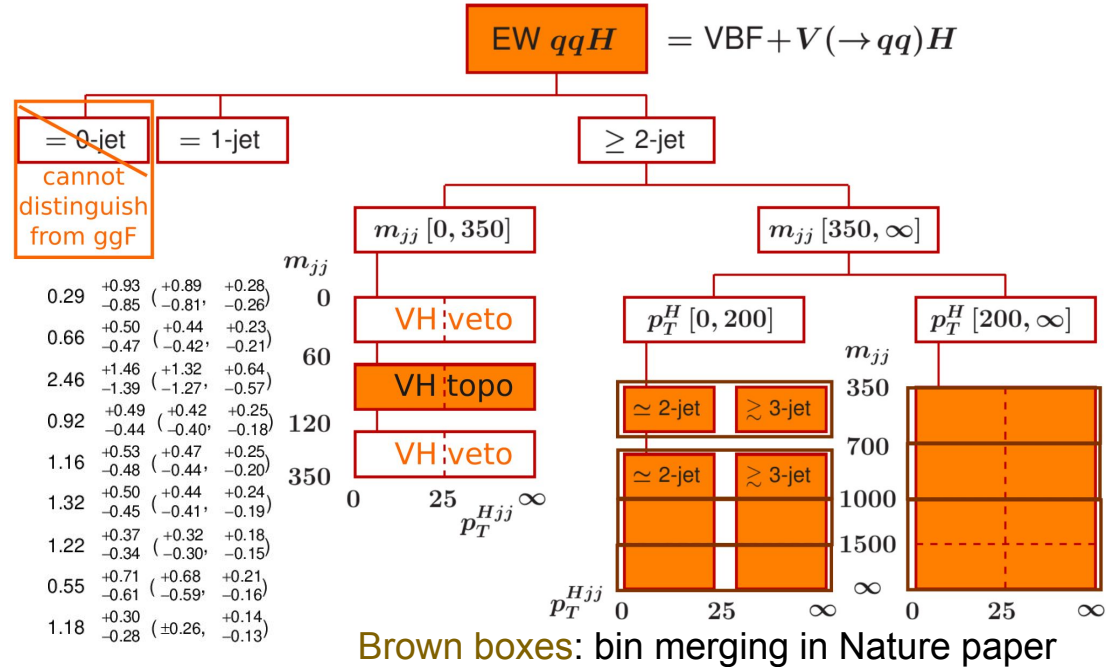 EW qqH = VBF+V(→qq)H
= 0-jet
= 1-jet
≥ 2-jet
cannot
distinguish
from ggF
m_jj [0, 350]
m_jj [350, ∞]
p_T^H [0, 200]
p_T^H [200, ∞]
0.29 +0.93 −0.85 ( +0.89 −0.81, +0.28 −0.26 )
0.66 +0.50 −0.47 ( +0.44 −0.42, +0.23 −0.21 )
2.46 +1.46 −1.39 ( +1.32 −1.27, +0.64 −0.57 )
0.92 +0.49 −0.44 ( +0.42 −0.40, +0.25 −0.18 )
1.16 +0.53 −0.48 ( +0.47 −0.44, +0.25 −0.20 )
1.32 +0.50 −0.45 ( +0.44 −0.41, +0.24 −0.19 )
1.22 +0.37 −0.34 ( +0.32 −0.30, +0.18 −0.15 )
0.55 +0.71 −0.61 ( +0.68 −0.59, +0.21 −0.16 )
1.18 +0.30 −0.28 ( ±0.26, +0.14 −0.13 )
m_jj
0
VH veto
60
VH topo
120
VH veto
350
0 25 ∞
p_T^Hjj
m_jj
350
≃ 2-jet ≳ 3-jet
700
≃ 2-jet ≳ 3-jet
1000
1500
∞
p_T^Hjj 0 25 ∞
0 25 ∞
Brown boxes: bin merging in Nature paper